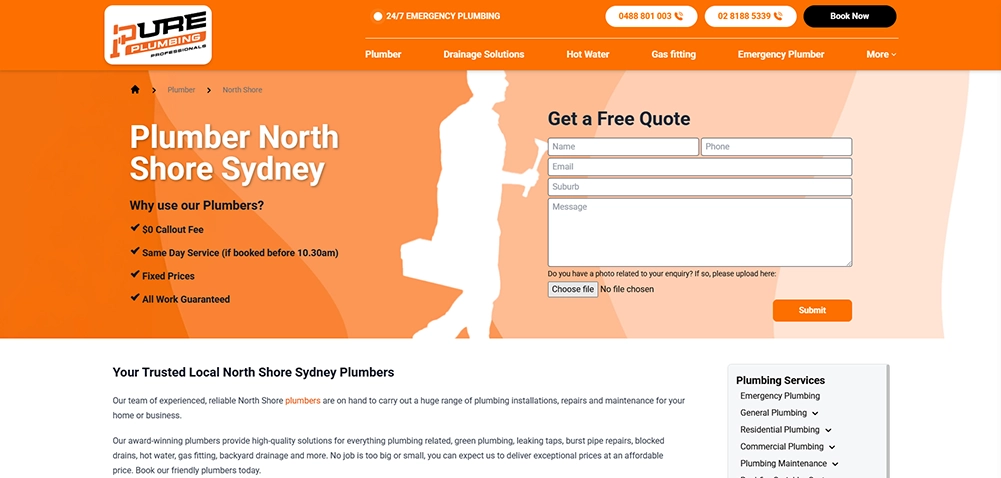 PURE
PLUMBING
PROFESSIONALS
24/7 EMERGENCY PLUMBING
0488 801 003
02 8188 5339
Book Now
Plumber
Drainage Solutions
Hot Water
Gas fitting
Emergency Plumber
More
Plumber
North Shore
Plumber North
Shore Sydney
Why use our Plumbers?
$0 Callout Fee
Same Day Service (if booked before 10.30am)
Fixed Prices
All Work Guaranteed
Get a Free Quote
Name
Phone
Email
Suburb
Message
Do you have a photo related to your enquiry? If so, please upload here:
Choose file No file chosen
Submit
Your Trusted Local North Shore Sydney Plumbers
Our team of experienced, reliable North Shore plumbers are on hand to carry out a huge range of plumbing installations, repairs and maintenance for your
home or business.
Our award-winning plumbers provide high-quality solutions for everything plumbing related, green plumbing, leaking taps, burst pipe repairs, blocked
drains, hot water, gas fitting, backyard drainage and more. No job is too big or small, you can expect us to deliver exceptional prices at an affordable
price. Book our friendly plumbers today.
Plumbing Services
Emergency Plumbing
General Plumbing
Residential Plumbing
Commercial Plumbing
Plumbing Maintenance